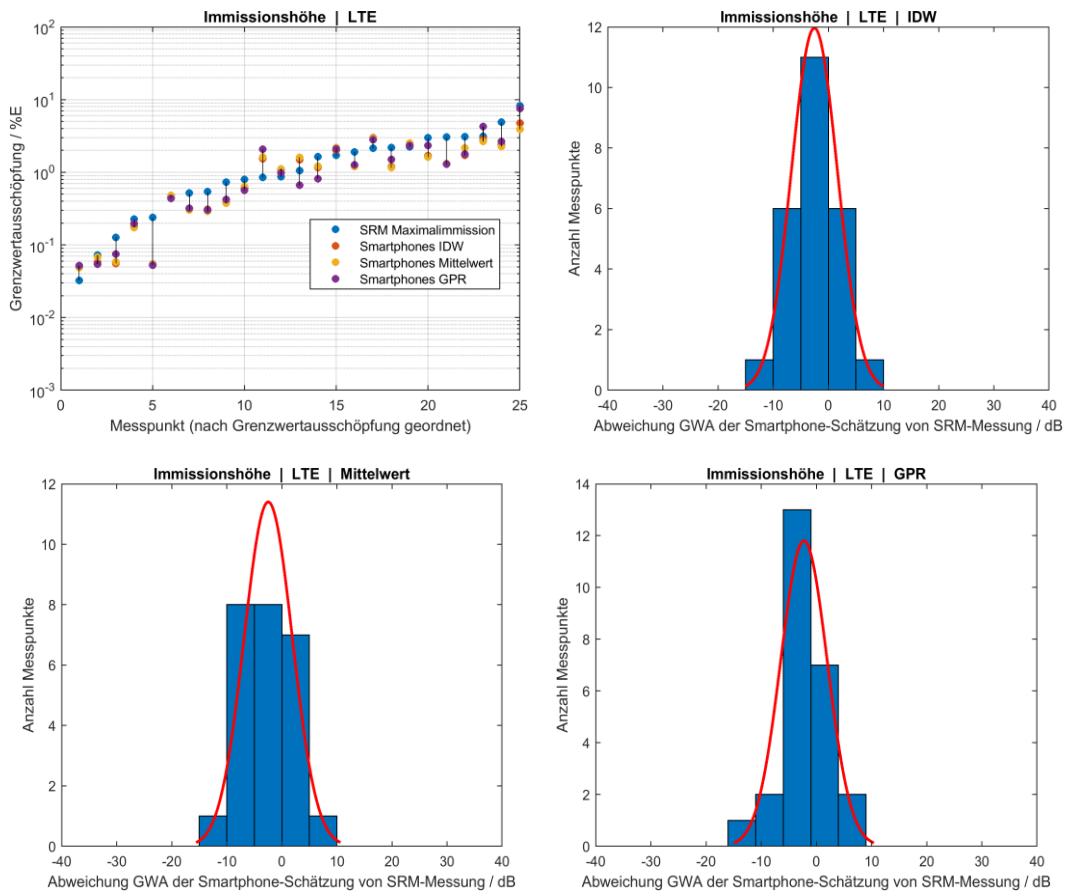 Immissionshöhe | LTE
Grenzwertausschöpfung / %E
10^2
10^1
10^0
10^-1
10^-2
10^-3
SRM Maximalimmission
Smartphones IDW
Smartphones Mittelwert
Smartphones GPR
0 5 10 15 20 25
Messpunkt (nach Grenzwertausschöpfung geordnet)
Immissionshöhe | LTE | IDW
Anzahl Messpunkte
12
10
8
6
4
2
0
-40 -30 -20 -10 0 10 20 30 40
Abweichung GWA der Smartphone-Schätzung von SRM-Messung / dB
Immissionshöhe | LTE | Mittelwert
Anzahl Messpunkte
12
10
8
6
4
2
0
-40 -30 -20 -10 0 10 20 30 40
Abweichung GWA der Smartphone-Schätzung von SRM-Messung / dB
Immissionshöhe | LTE | GPR
Anzahl Messpunkte
14
12
10
8
6
4
2
0
-40 -30 -20 -10 0 10 20 30 40
Abweichung GWA der Smartphone-Schätzung von SRM-Messung / dB